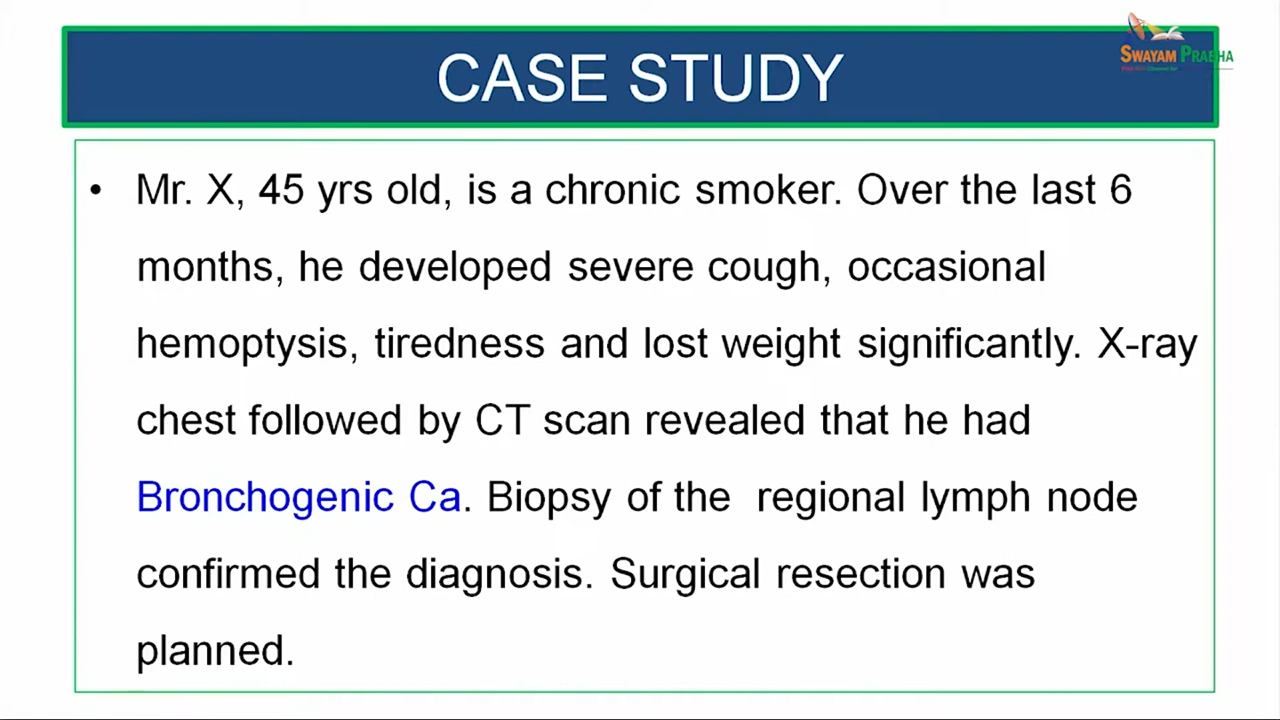 CASE STUDY
SWAYAM PRABHA
• Mr. X, 45 yrs old, is a chronic smoker. Over the last 6
months, he developed severe cough, occasional
hemoptysis, tiredness and lost weight significantly. X-ray
chest followed by CT scan revealed that he had
Bronchogenic Ca. Biopsy of the regional lymph node
confirmed the diagnosis. Surgical resection was
planned.